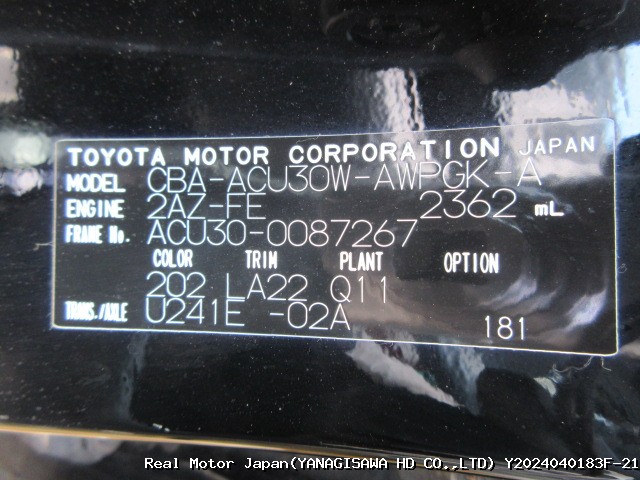 TOYOTA MOTOR CORPORATION JAPAN
MODEL CBA-ACU30W-AWPGK-A
ENGINE 2AZ-FE 2362 mL
FRAME No. ACU30-0087267
COLOR TRIM PLANT OPTION
202 LA22 Q11
TRANS./AXLE U241E -02A 181
Real Motor Japan(YANAGISAWA HD CO.,LTD) Y2024040183F-21